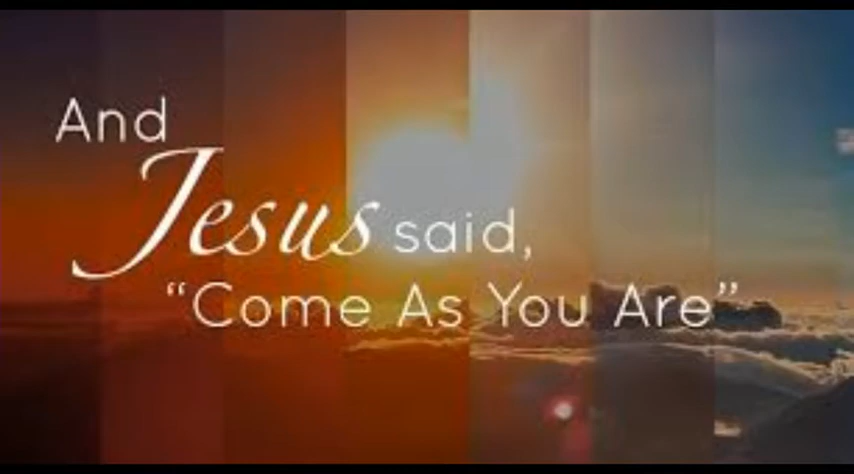 And
Jesus said,
“Come As You Are”